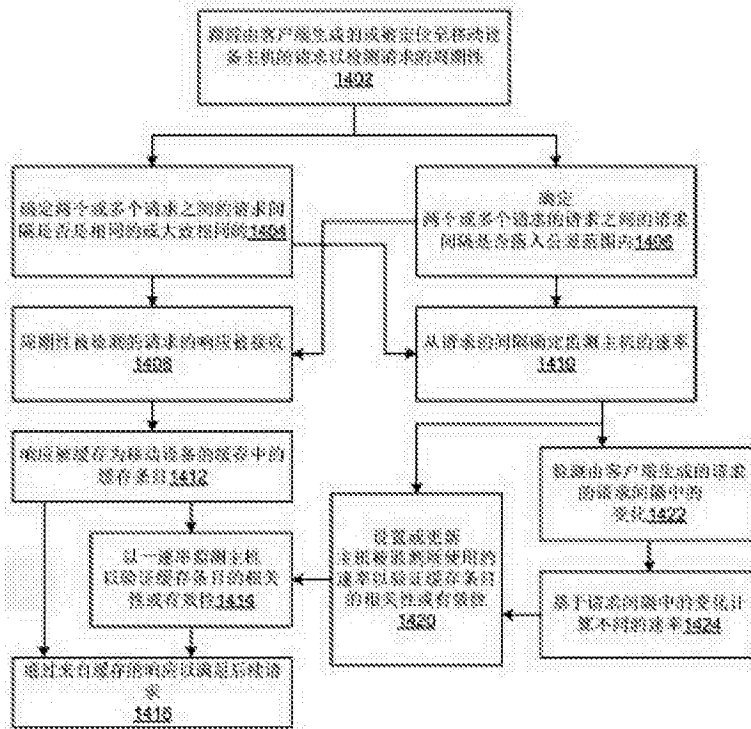 跟踪由客户端生成的或被定位至移动设
备主机的请求以检测请求的周期性
1402
确定两个或多个请求之间的请求间
隔是否是相同的或大致相同的1404
确定
两个或多个请求的请求之间的请求
间隔是否落入公差范围内1406
周期性被检测的请求的响应被接收
1408
从请求的间隔确定监测主机的速率
1410
响应被缓存为移动设备的缓存中的
缓存条目1412
检测由客户端生成的请求
的请求间隔中的
变化1422
设置或更新
主机被监测所使用的
速率以验证缓存条目
的相关性或有效性
1420
以一速率监测主机
以验证缓存条目的相关
性或有效性1414
基于请求间隔中的变化计
算不同的速率1424
通过来自缓存的响应以满足后续请
求
1416